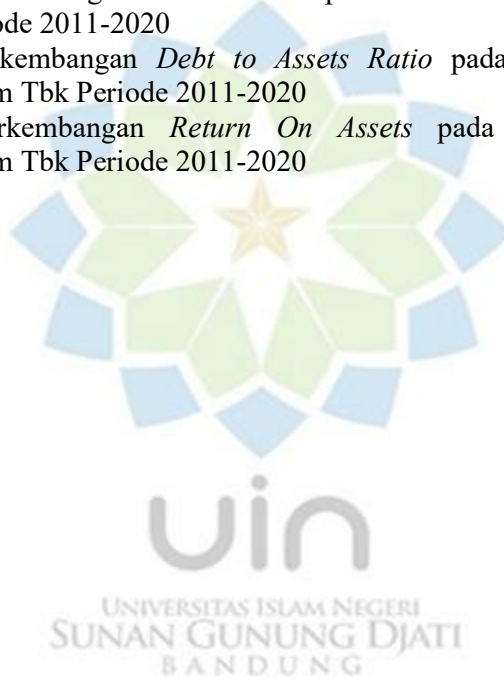 ode 2011-2020
kembangan Debt to Assets Ratio pada
m Tbk Periode 2011-2020
rkembangan Return On Assets pada
m Tbk Periode 2011-2020
uin
UNIVERSITAS ISLAM NEGERI
SUNAN GUNUNG DJATI
BANDUNG